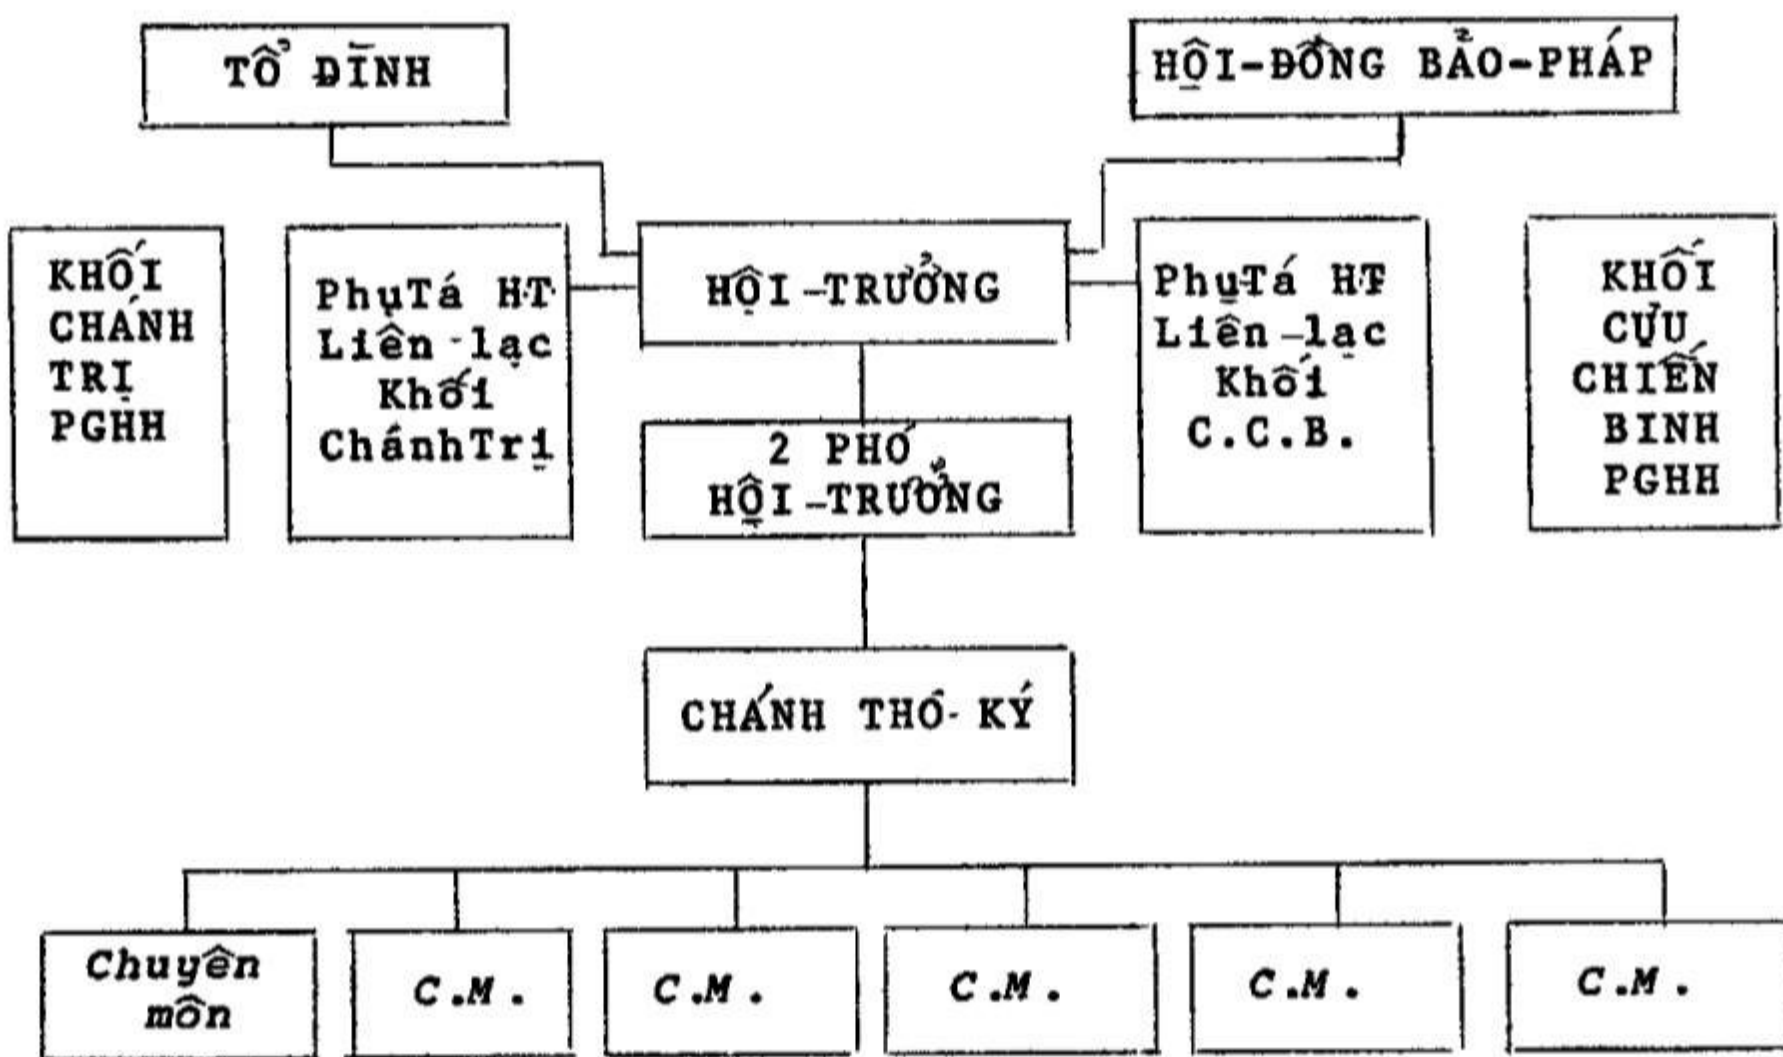 TỔ ĐÌNH
HỘI-ĐỒNG BẢO-PHÁP
KHỐI
CHÁNH
TRỊ
PGHH
PhụTá HT
Liên-lạc
Khối
ChánhTrị
HỘI-TRƯỞNG
PhụTá HT
Liên-lạc
Khối
C.C.B.
KHỐI
CỰU
CHIẾN
BINH
PGHH
2 PHÓ
HỘI-TRƯỞNG
CHÁNH THƠ-KÝ
Chuyên
môn
C.M.
C.M.
C.M.
C.M.
C.M.